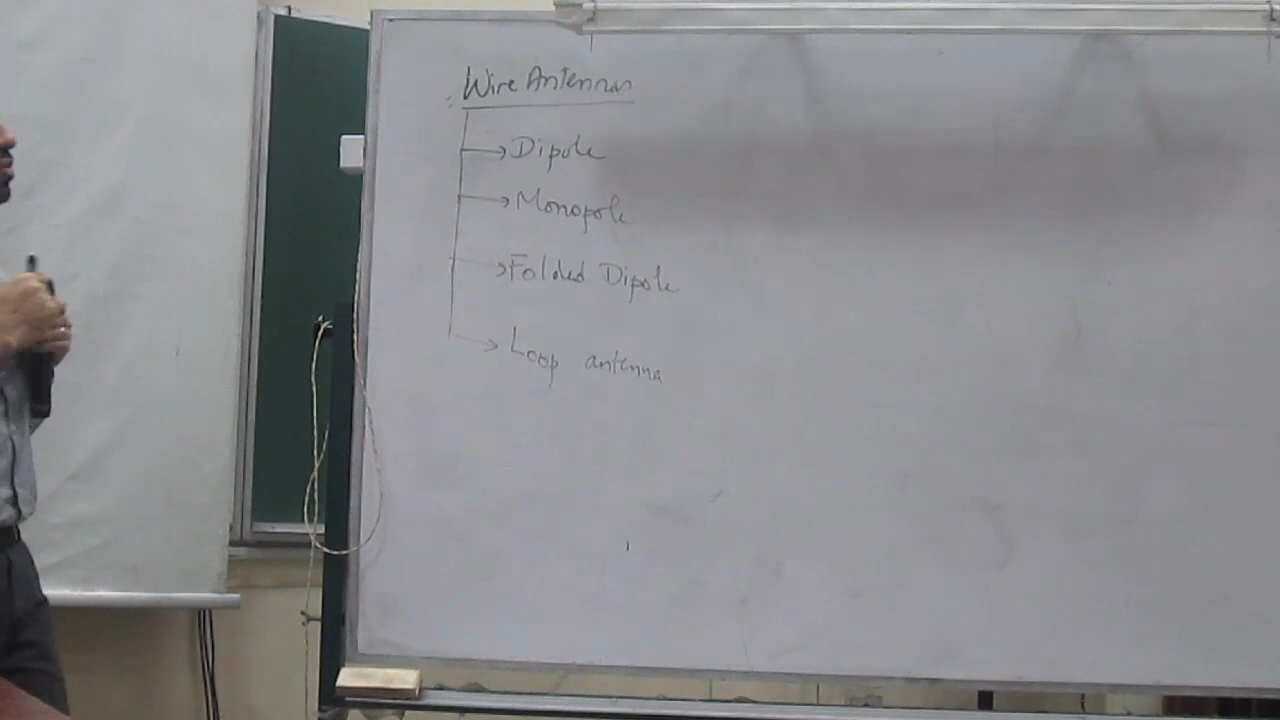 Wire Antennas
Dipole
Monopole
Folded Dipole
Loop antenna